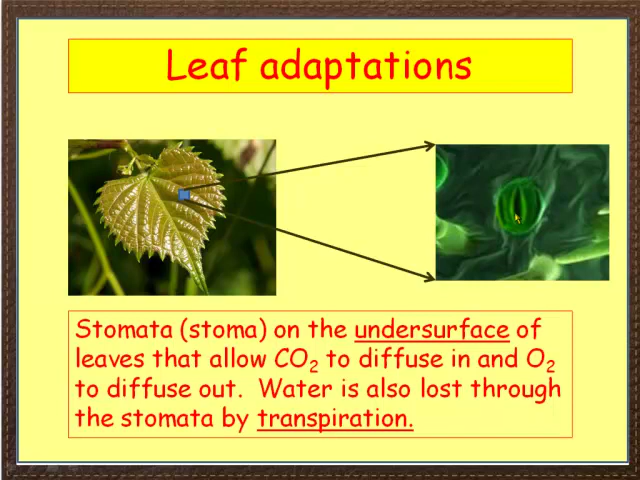 Leaf adaptations
Stomata (stoma) on the undersurface of
leaves that allow CO₂ to diffuse in and O₂
to diffuse out. Water is also lost through
the stomata by transpiration.